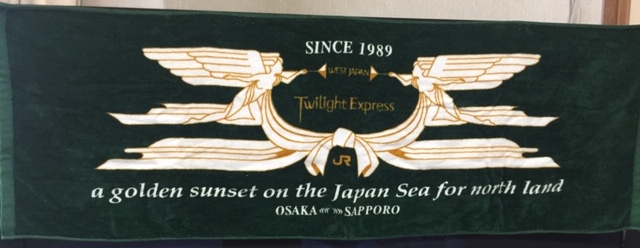 SINCE 1989
WEST JAPAN
Twilight Express
JR
a golden sunset on the Japan Sea for north land
OSAKA SAPPORO